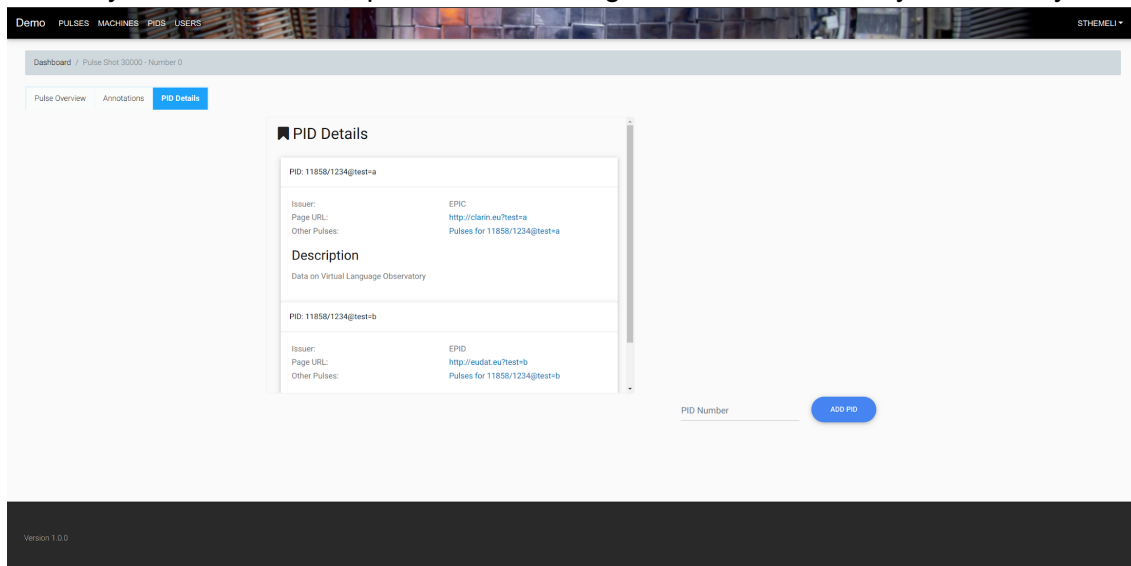 Demo PULSES MACHINES PIDS USERS STHEMELI
Dashboard / Pulse Shot 30000 - Number 0
Pulse Overview Annotations PID Details
PID Details
PID: 11858/1234@test=a
Issuer: EPIC
Page URL: http://clarin.eu?test=a
Other Pulses: Pulses for 11858/1234@test=a
Description
Data on Virtual Language Observatory
PID: 11858/1234@test=b
Issuer: EPID
Page URL: http://eudat.eu?test=b
Other Pulses: Pulses for 11858/1234@test=b
PID Number ADD PID
Version 1.0.0